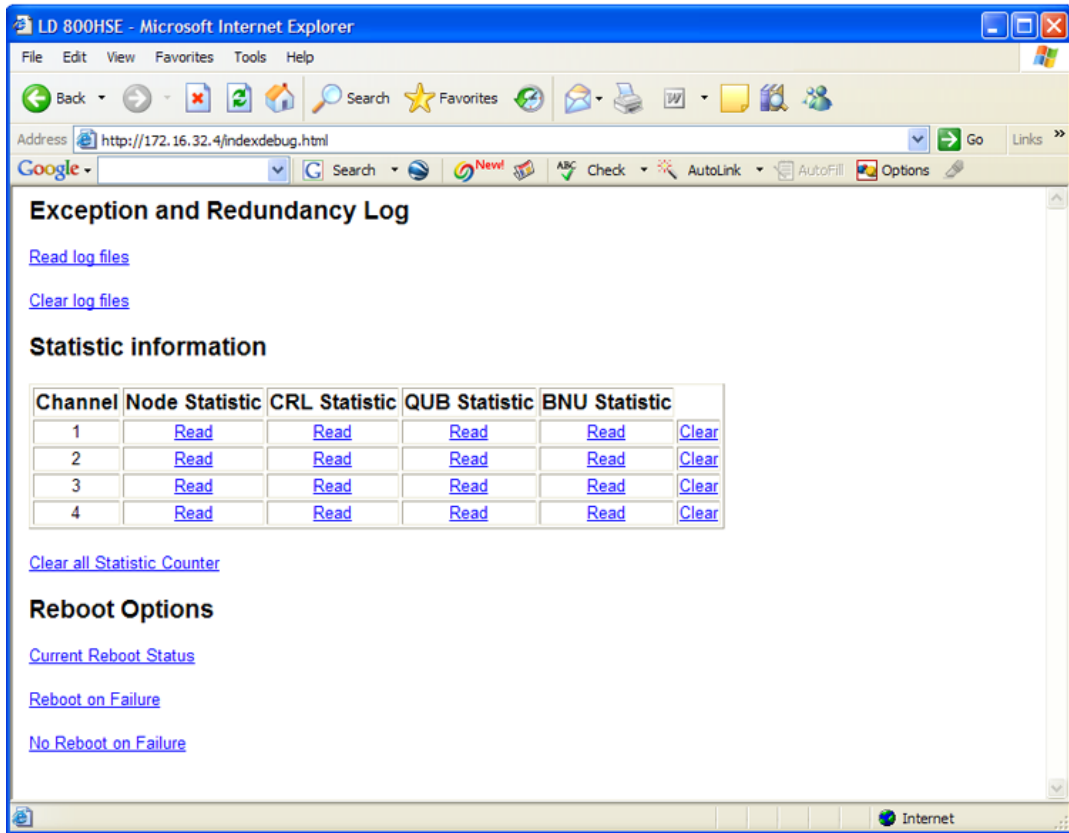 LD 800HSE - Microsoft Internet Explorer
File Edit View Favorites Tools Help
Back Search Favorites W
Address http://172.16.32.4/indexdebug.html Go Links »
Google Search New! ABC Check AutoLink AutoFill Options
Exception and Redundancy Log
Read log files
Clear log files
Statistic information
Channel Node Statistic CRL Statistic QUB Statistic BNU Statistic
1 Read Read Read Read Clear
2 Read Read Read Read Clear
3 Read Read Read Read Clear
4 Read Read Read Read Clear
Clear all Statistic Counter
Reboot Options
Current Reboot Status
Reboot on Failure
No Reboot on Failure
Internet